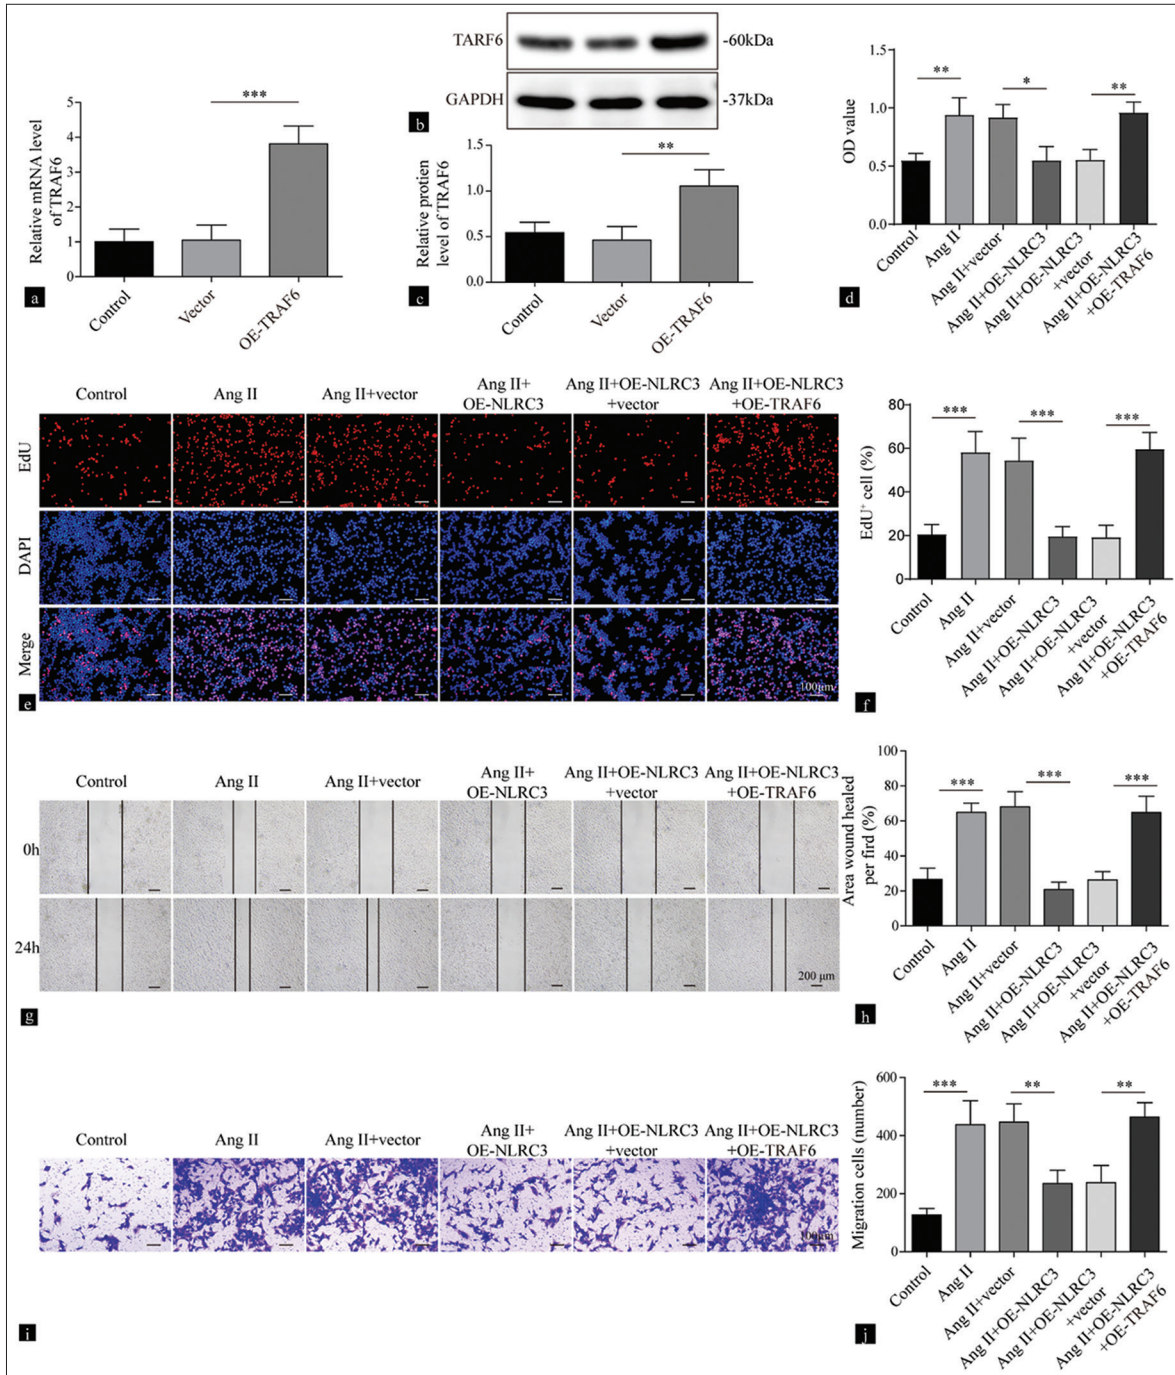 Relative mRNA level
of TRAF6
5
4
3
2
1
0
***
Control
Vector
OE-TRAF6
a
TARF6
-60kDa
GAPDH
-37kDa
b
Relative protien
level of TRAF6
1.5
1.0
0.5
0.0
**
Control
Vector
OE-TRAF6
c
OD value
1.5
1.0
0.5
0.0
**
*
**
Control
Ang II
Ang II+vector
Ang II+OE-NLRC3
Ang II+OE-NLRC3
+vector
Ang II+OE-NLRC3
+OE-TRAF6
d
Control
Ang II
Ang II+vector
Ang II+
OE-NLRC3
Ang II+OE-NLRC3
+vector
Ang II+OE-NLRC3
+OE-TRAF6
EdU
DAPI
Merge
100μm
e
EdU⁺ cell (%)
80
60
40
20
0
***
***
***
Control
Ang II
Ang II+vector
Ang II+OE-NLRC3
Ang II+OE-NLRC3
+vector
Ang II+OE-NLRC3
+OE-TRAF6
f
Control
Ang II
Ang II+vector
Ang II+
OE-NLRC3
Ang II+OE-NLRC3
+vector
Ang II+OE-NLRC3
+OE-TRAF6
0h
24h
200 μm
g
Area wound healed
per fird (%)
100
80
60
40
20
0
***
***
***
Control
Ang II
Ang II+vector
Ang II+OE-NLRC3
Ang II+OE-NLRC3
+vector
Ang II+OE-NLRC3
+OE-TRAF6
h
Control
Ang II
Ang II+vector
Ang II+
OE-NLRC3
Ang II+OE-NLRC3
+vector
Ang II+OE-NLRC3
+OE-TRAF6
100μm
i
Migration cells (number)
600
400
200
0
***
**
**
Control
Ang II
Ang II+vector
Ang II+OE-NLRC3
Ang II+OE-NLRC3
+vector
Ang II+OE-NLRC3
+OE-TRAF6
j